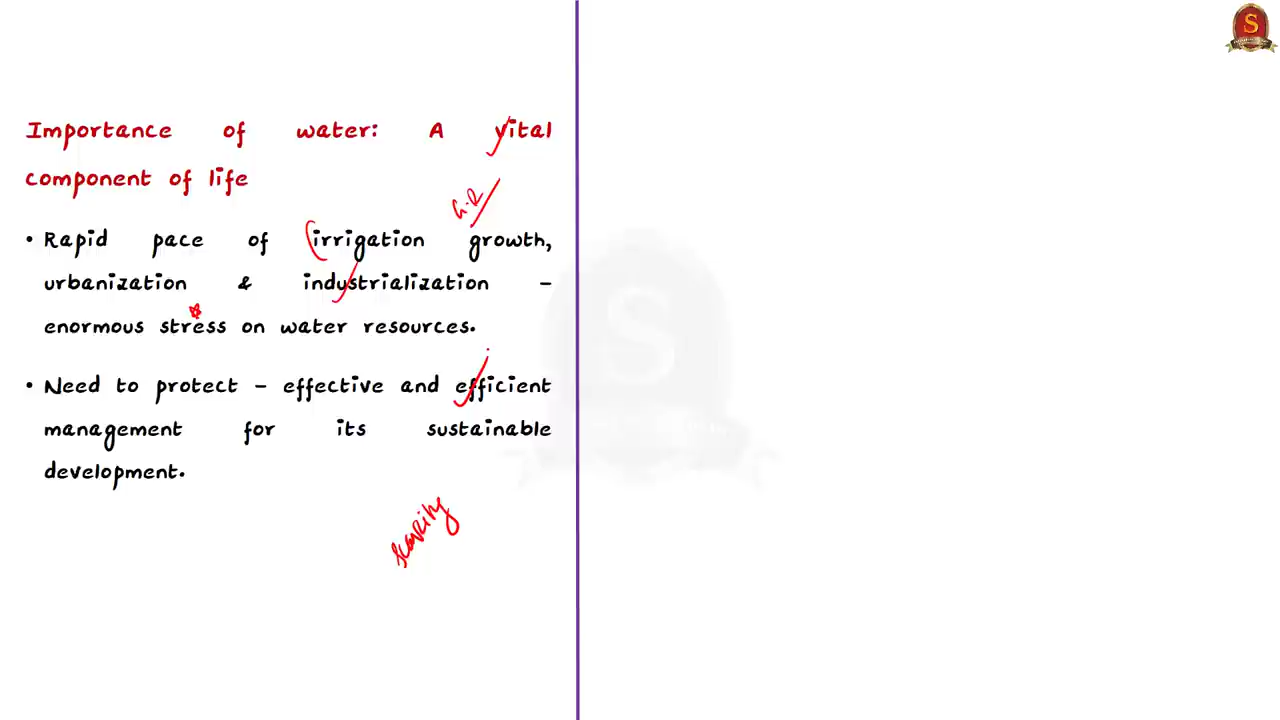 Importance of water: A vital
component of life
G.R
• Rapid pace of irrigation growth,
urbanization & industrialization –
enormous stress on water resources.
• Need to protect – effective and efficient
management for its sustainable
development.
scarcity
S
S